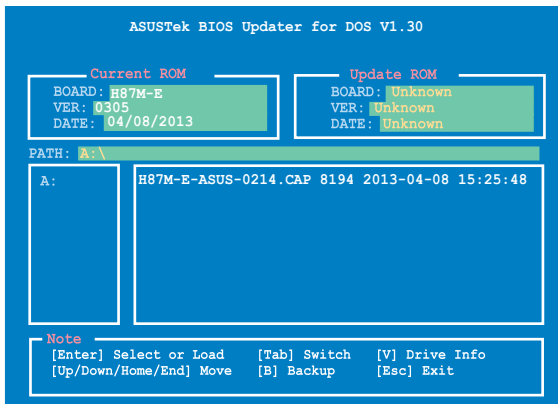 ASUSTek BIOS Updater for DOS V1.30
Current ROM
BOARD: H87M-E
VER: 0305
DATE: 04/08/2013
Update ROM
BOARD: Unknown
VER: Unknown
DATE: Unknown
PATH: A:\
A:
H87M-E-ASUS-0214.CAP 8194 2013-04-08 15:25:48
Note
[Enter] Select or Load [Tab] Switch [V] Drive Info
[Up/Down/Home/End] Move [B] Backup [Esc] Exit